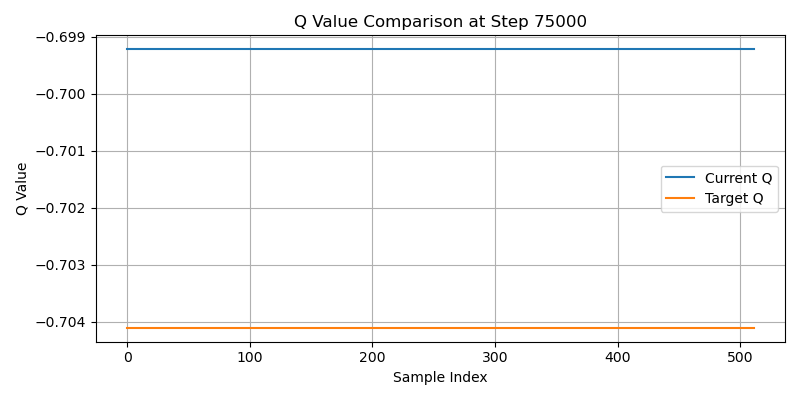 Q Value Comparison at Step 75000
−0.699
−0.700
−0.701
−0.702
−0.703
−0.704
Q Value
Current Q
Target Q
0 100 200 300 400 500
Sample Index